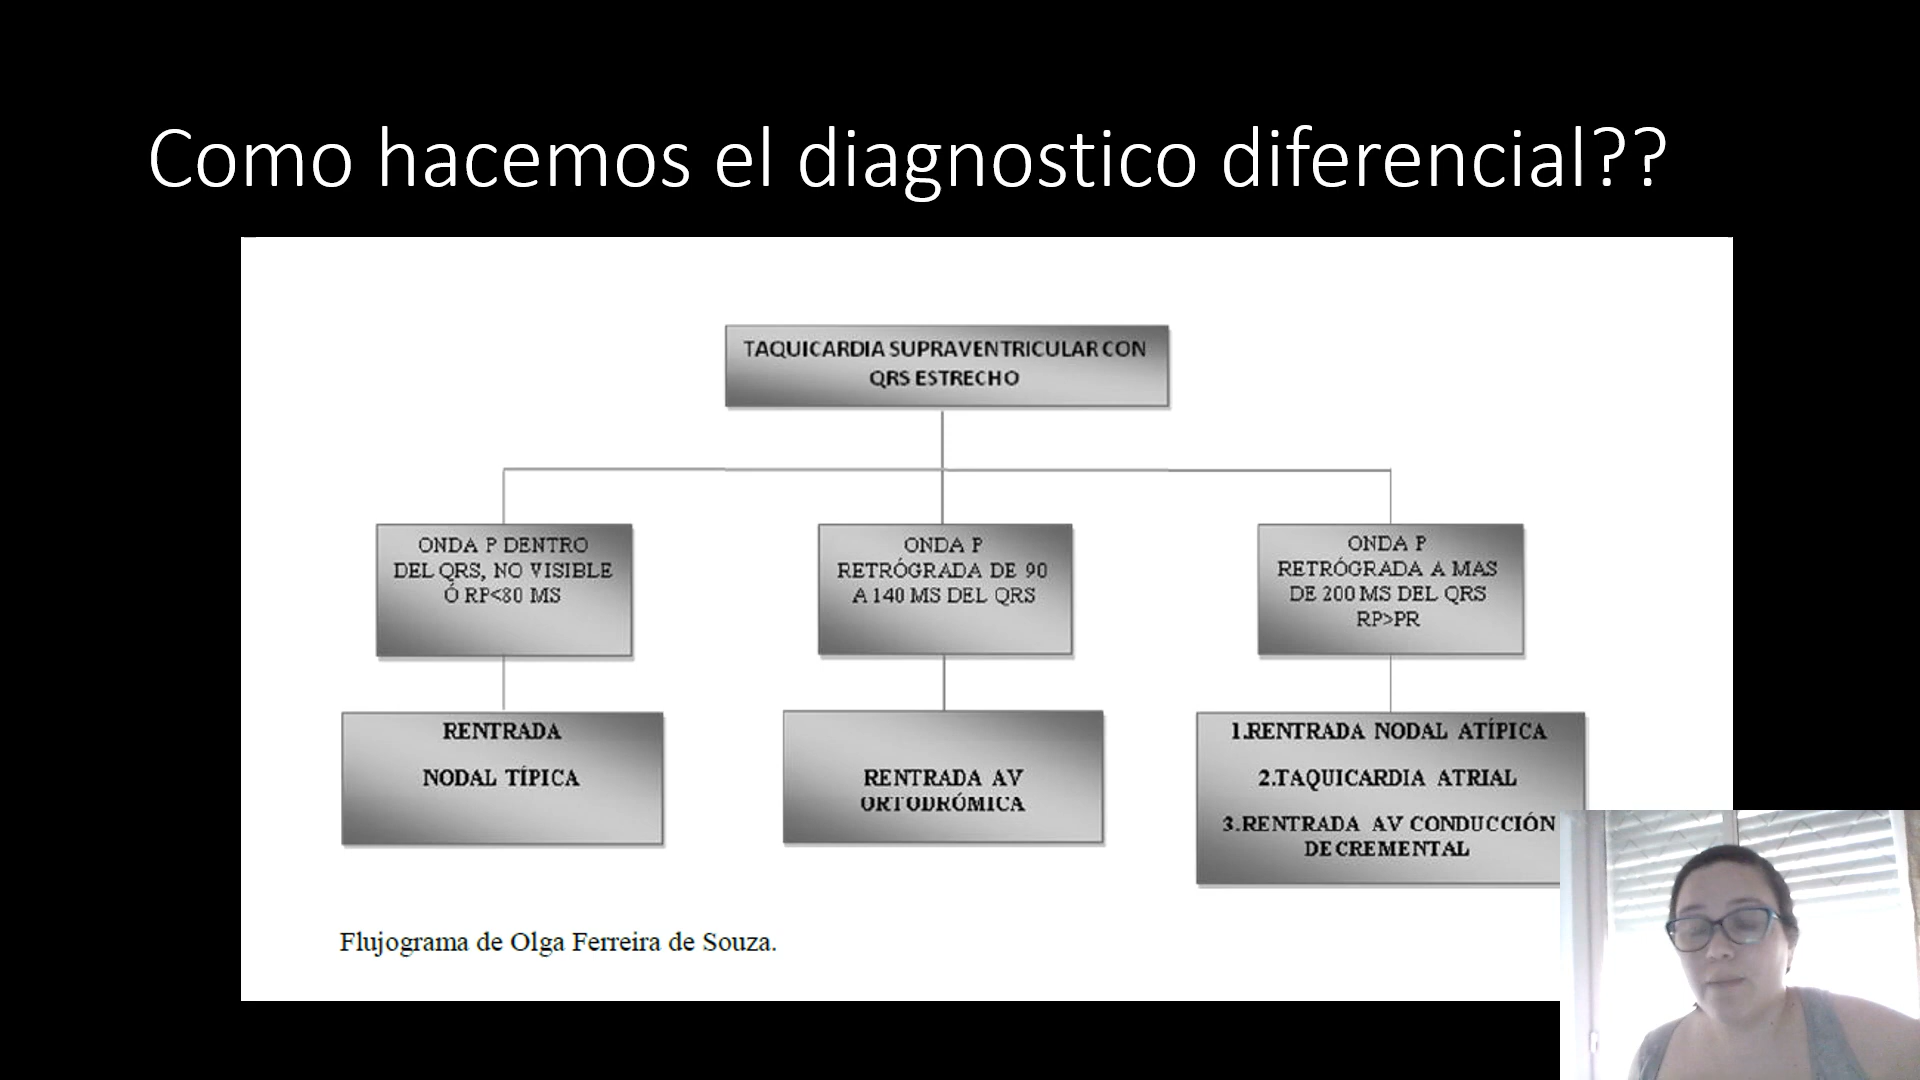 Como hacemos el diagnostico diferencial??
TAQUICARDIA SUPRAVENTRICULAR CON
QRS ESTRECHO
ONDA P DENTRO
DEL QRS, NO VISIBLE
Ó RP<80 MS
ONDA P
RETRÓGRADA DE 90
A 140 MS DEL QRS
ONDA P
RETRÓGRADA A MAS
DE 200 MS DEL QRS
RP>PR
RENTRADA
NODAL TÍPICA
RENTRADA AV
ORTODRÓMICA
1.RENTRADA NODAL ATÍPICA
2.TAQUICARDIA ATRIAL
3.RENTRADA AV CONDUCCIÓN
DECREMENTAL
Flujograma de Olga Ferreira de Souza.